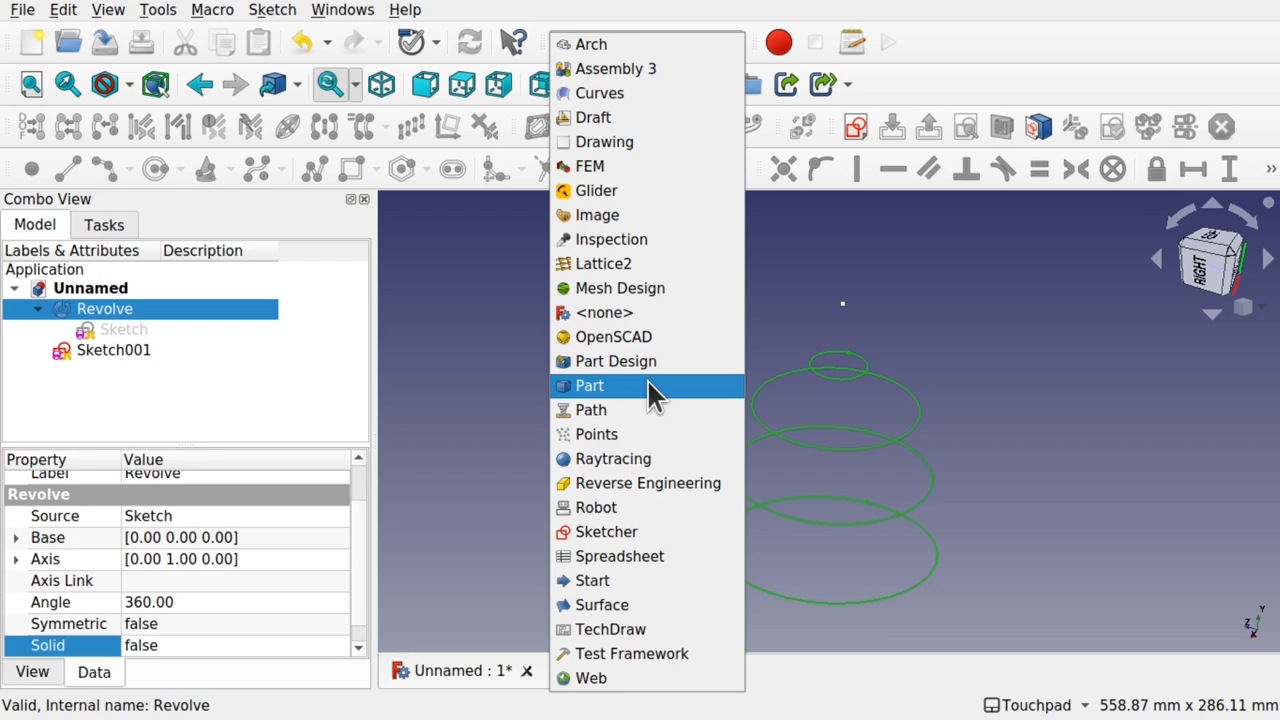 File Edit View Tools Macro Sketch Windows Help
Combo View
Model Tasks
Labels & Attributes Description
Application
Unnamed
Revolve
Sketch
Sketch001
Property Value
Label Revolve
Revolve
Source Sketch
Base [0.00 0.00 0.00]
Axis [0.00 1.00 0.00]
Axis Link
Angle 360.00
Symmetric false
Solid false
View Data
Arch
Assembly 3
Curves
Draft
Drawing
FEM
Glider
Image
Inspection
Lattice2
Mesh Design
<none>
OpenSCAD
Part Design
Part
Path
Points
Raytracing
Reverse Engineering
Robot
Sketcher
Spreadsheet
Start
Surface
TechDraw
Test Framework
Web
RIGHT
Y
Z
X
Unnamed : 1*
Valid, Internal name: Revolve
Touchpad 558.87 mm x 286.11 mm